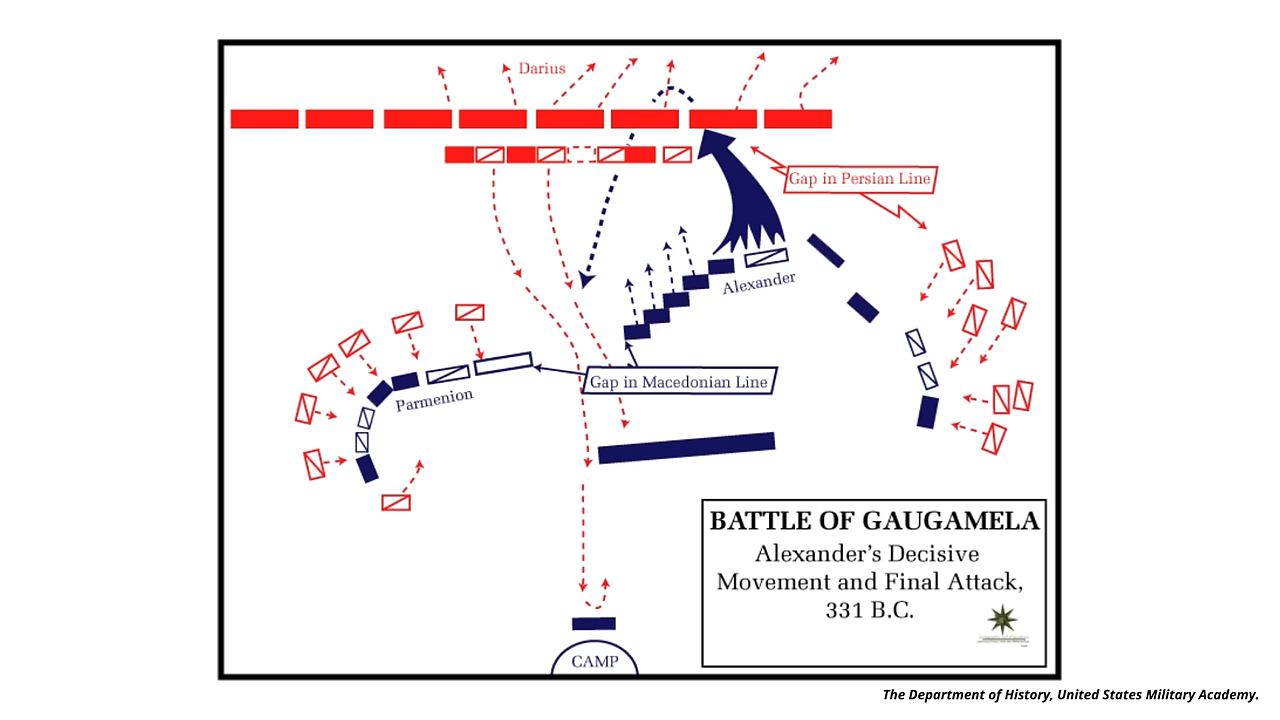 Darius
Gap in Persian Line
Alexander
Gap in Macedonian Line
Parmenion
BATTLE OF GAUGAMELA
Alexander's Decisive
Movement and Final Attack,
331 B.C.
CAMP
The Department of History, United States Military Academy.